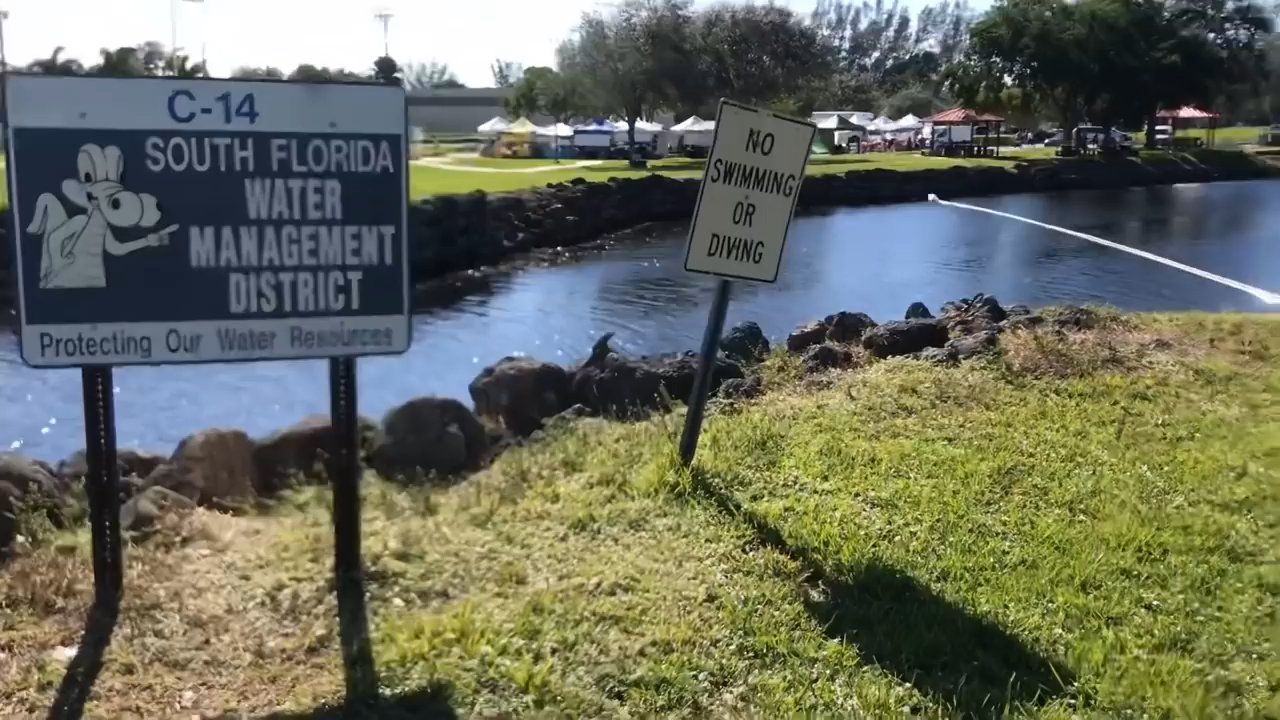 C-14
SOUTH FLORIDA
WATER
MANAGEMENT
DISTRICT
Protecting Our Water Resources
NO
SWIMMING
OR
DIVING